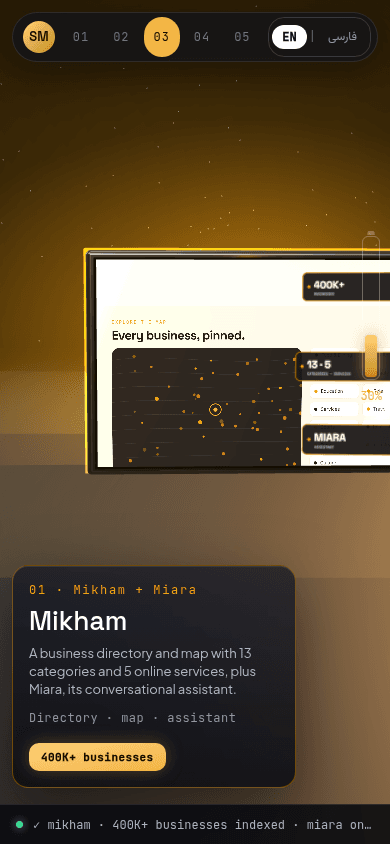 SM 01 02 03 04 05 EN | فارسی
400K+
EXPLORE THE MAP
Every business, pinned.
13·5
Education
Services
30%
MIARA
01 · Mikham + Miara
Mikham
A business directory and map with 13
categories and 5 online services, plus
Miara, its conversational assistant.
Directory · map · assistant
400K+ businesses
✓ mikham · 400K+ businesses indexed · miara on…